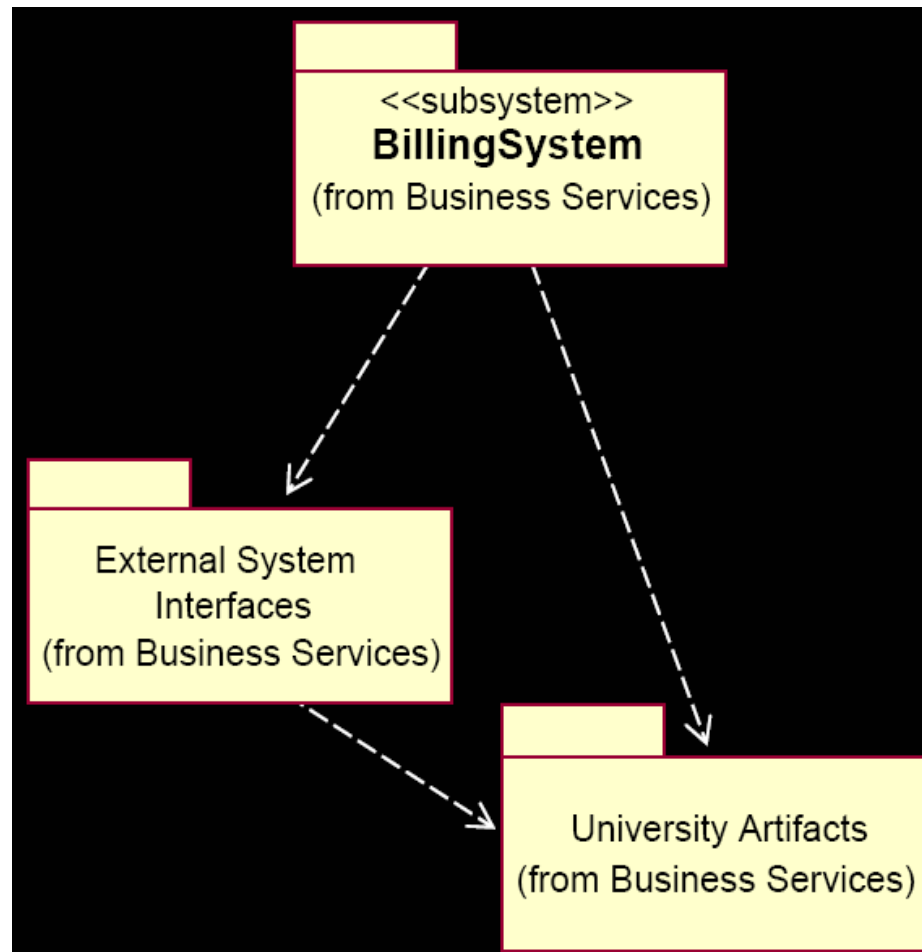 <<subsystem>>
BillingSystem
(from Business Services)
External System
Interfaces
(from Business Services)
University Artifacts
(from Business Services)